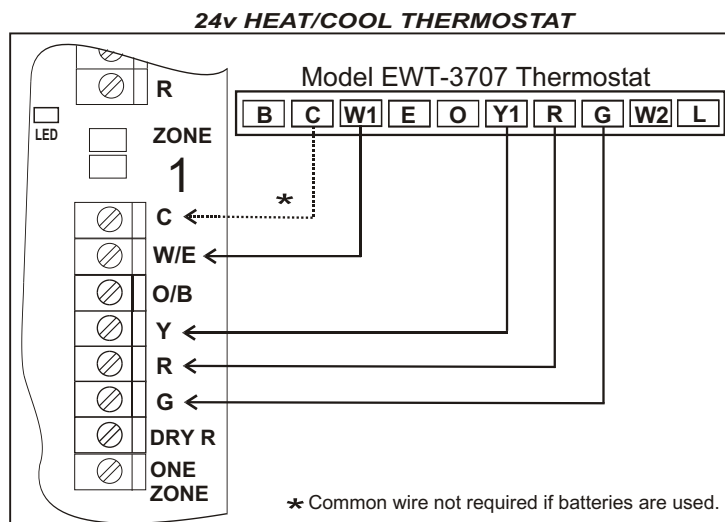 24v HEAT/COOL THERMOSTAT
R
LED
ZONE
1
Model EWT-3707 Thermostat
B C W1 E O Y1 R G W2 L
*
C
W/E
O/B
Y
R
G
DRY R
ONE
ZONE
* Common wire not required if batteries are used.